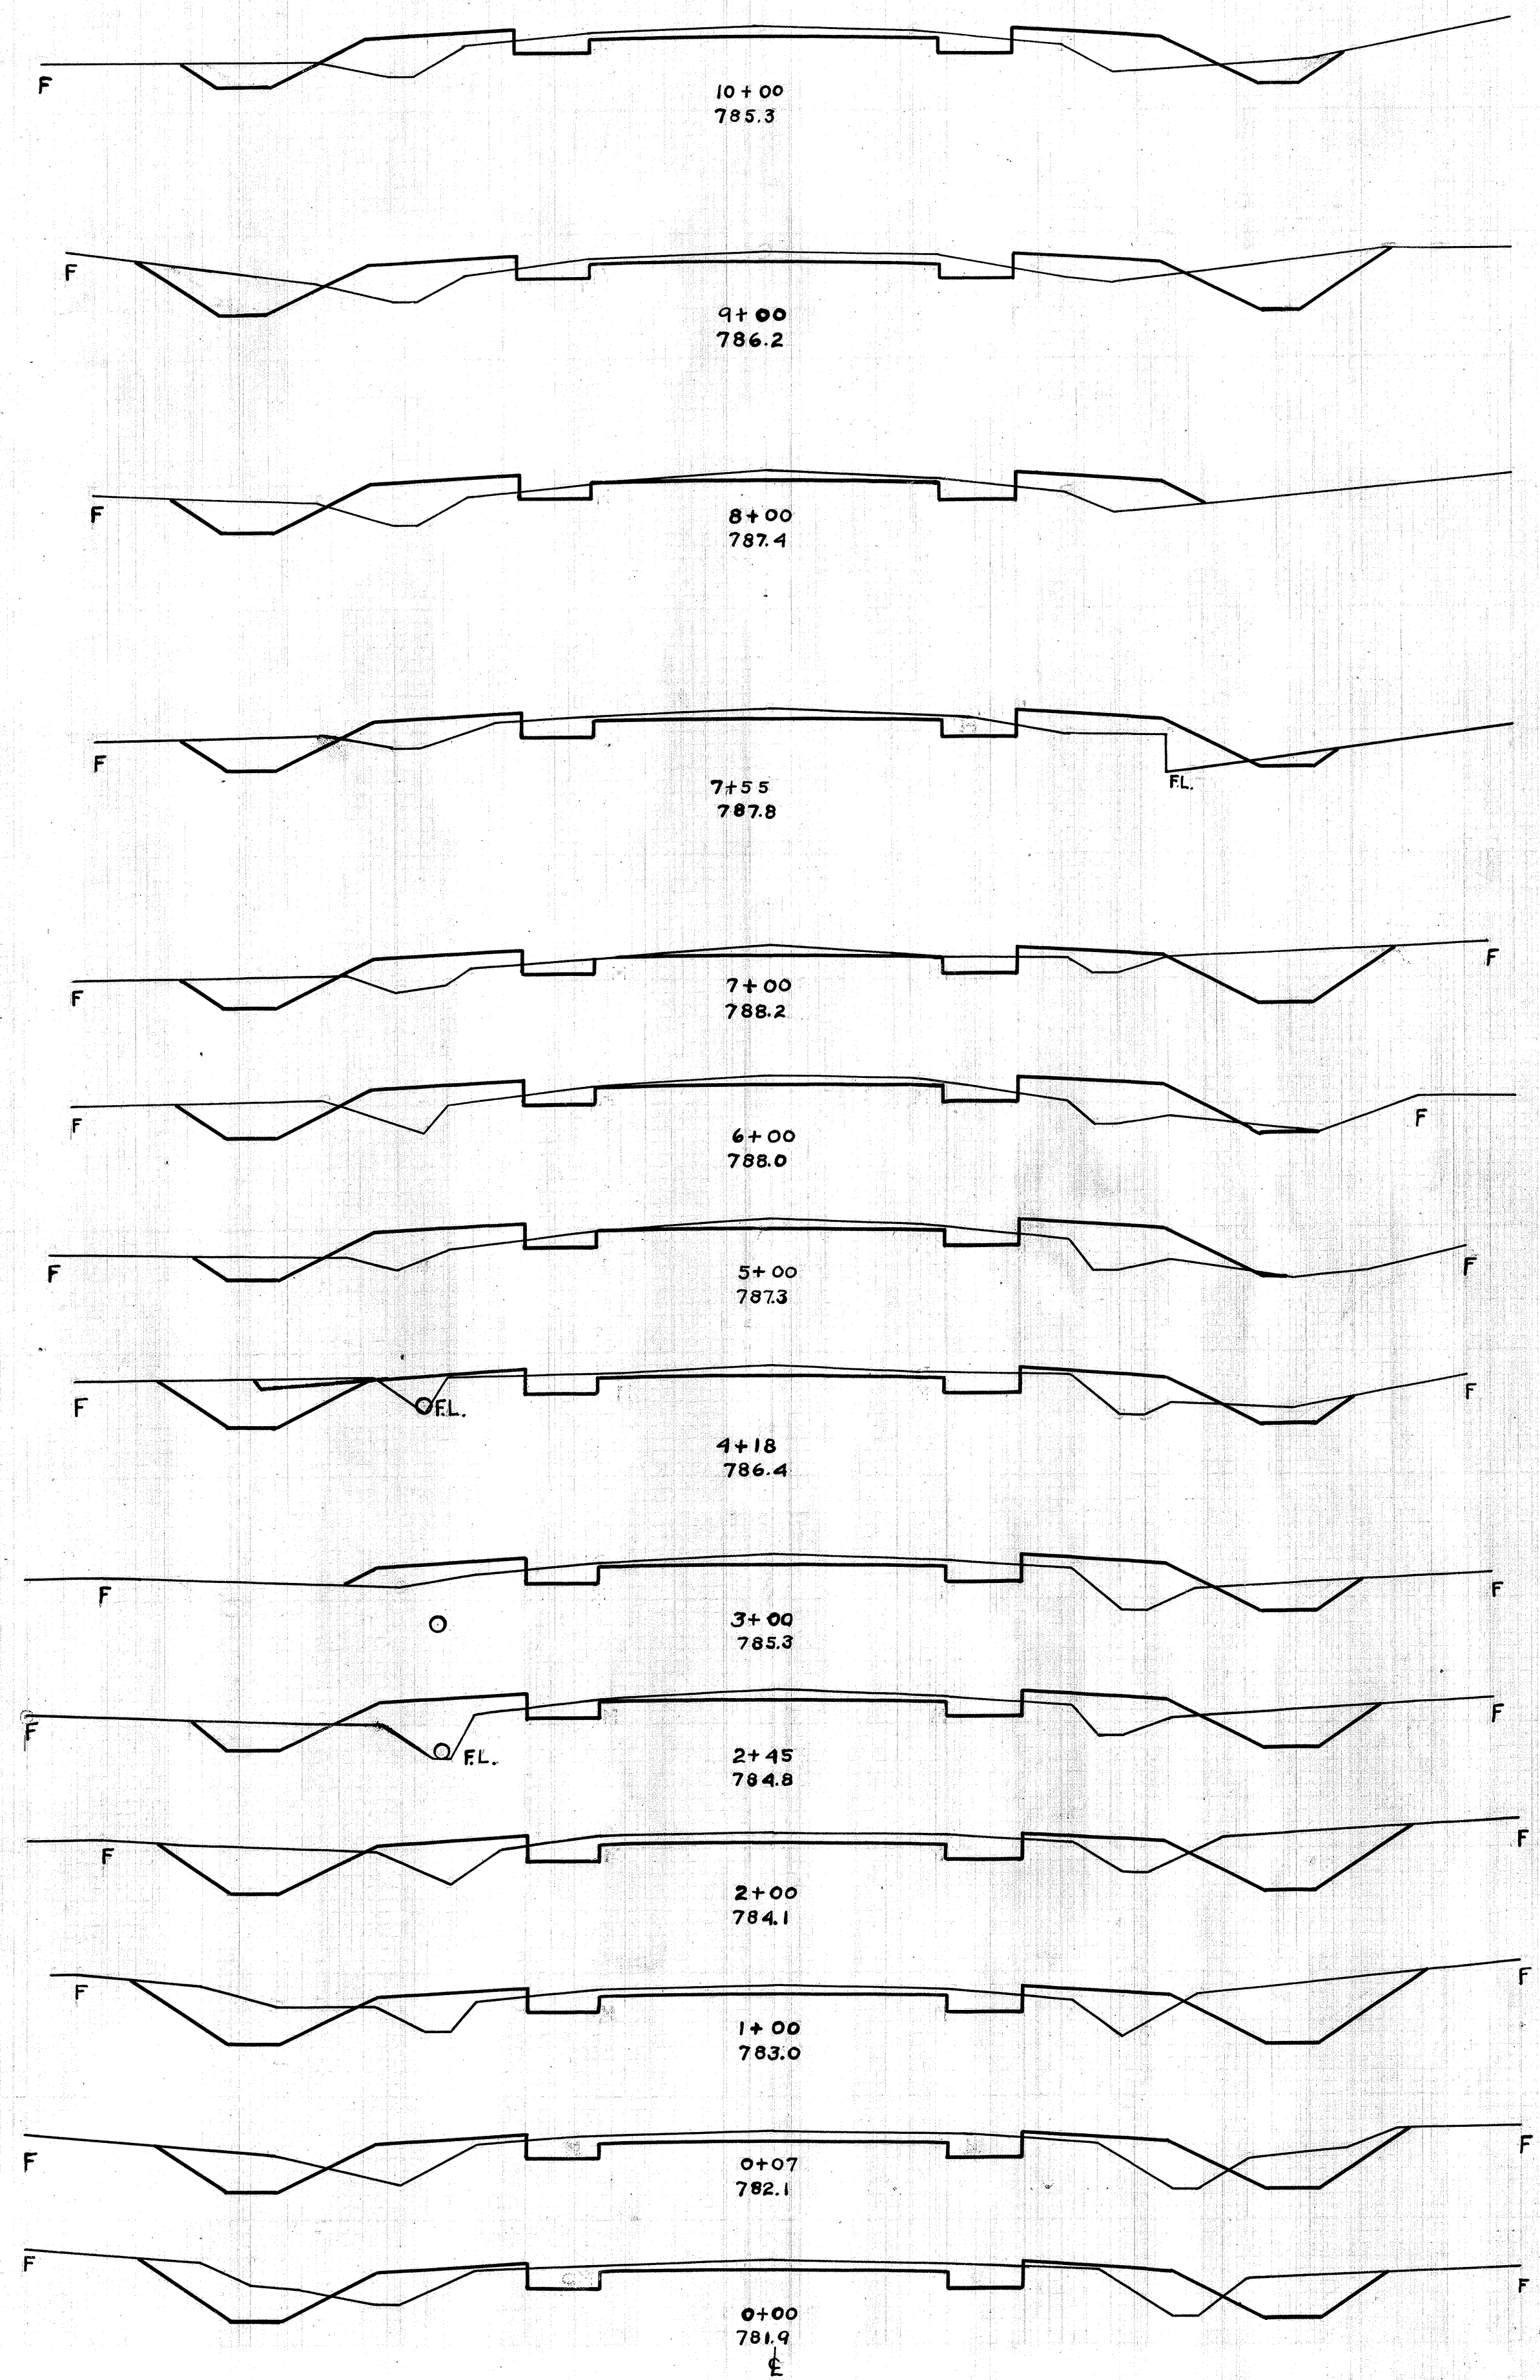 F
10+00
785.3
F
9+00
786.2
F
8+00
787.4
F
F.L.
7+55
787.8
F
F
7+00
788.2
F
F
6+00
788.0
F
F
5+00
787.3
F
F
F.L.
4+18
786.4
F
F
3+00
785.3
F
F
F.L.
2+45
784.8
F
F
2+00
784.1
F
F
1+00
783.0
F
F
0+07
782.1
F
F
0+00
781.9
℄